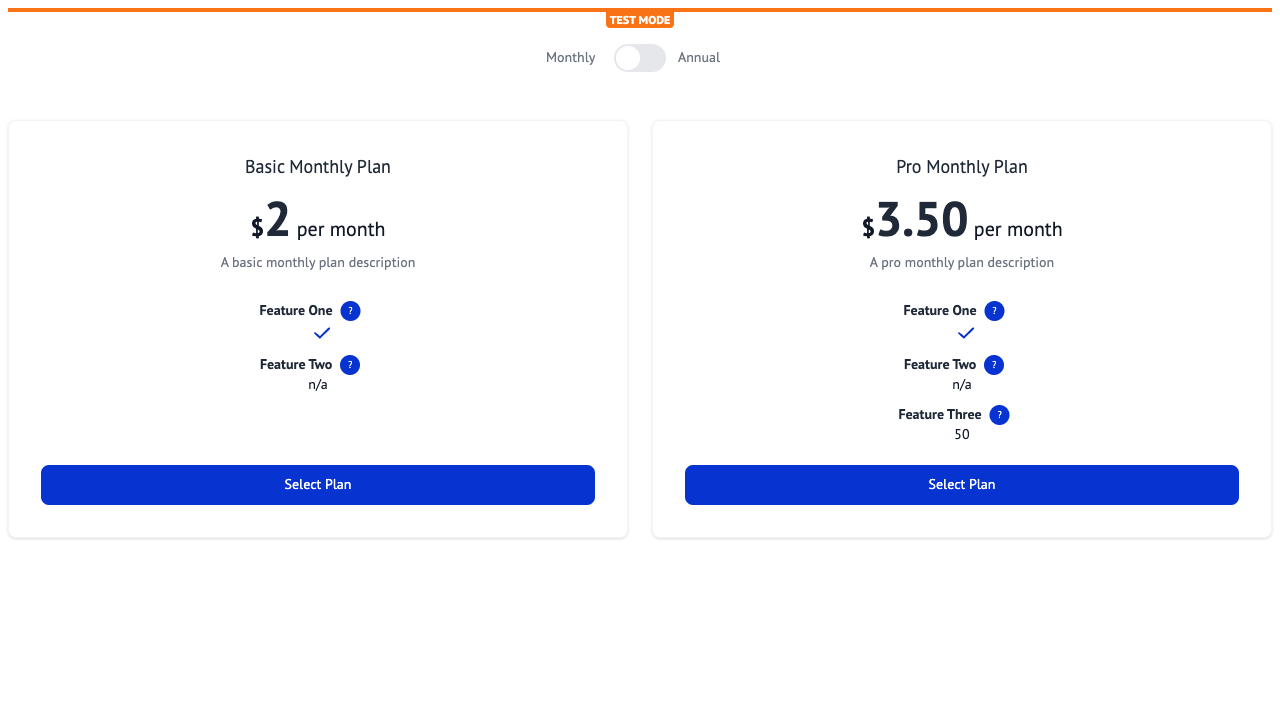 TEST MODE
Monthly Annual
Basic Monthly Plan
$2 per month
A basic monthly plan description
Feature One ?
Feature Two ?
n/a
Select Plan
Pro Monthly Plan
$3.50 per month
A pro monthly plan description
Feature One ?
Feature Two ?
n/a
Feature Three ?
50
Select Plan